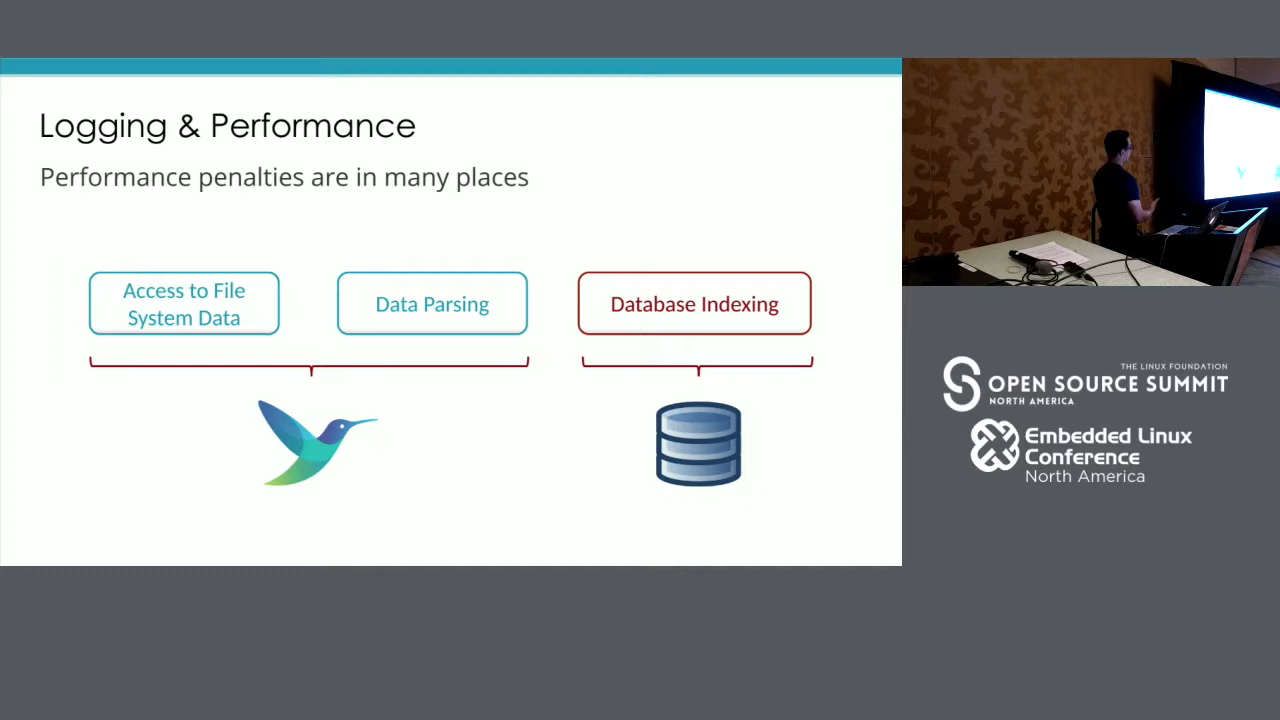 Logging & Performance
Performance penalties are in many places
Access to File
System Data
Data Parsing
Database Indexing
THE LINUX FOUNDATION
OPEN SOURCE SUMMIT
NORTH AMERICA
Embedded Linux
Conference
North America